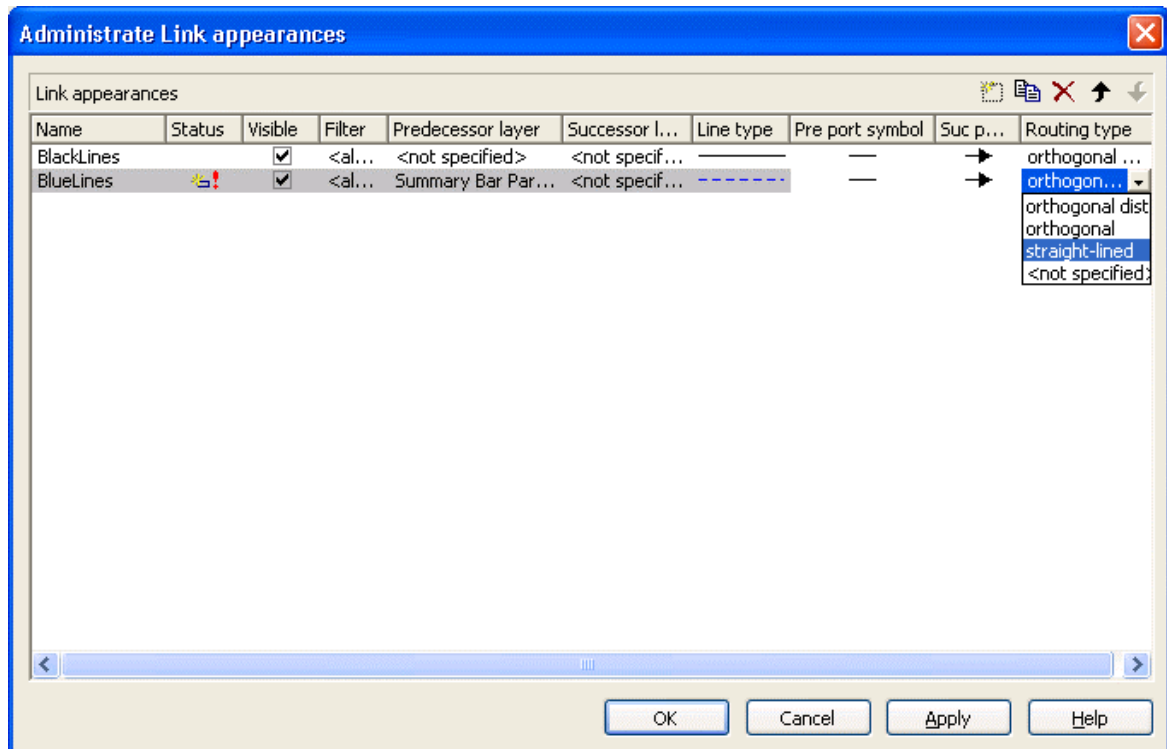 Administrate Link appearances
Link appearances
Name Status Visible Filter Predecessor layer Successor l... Line type Pre port symbol Suc p... Routing type
BlackLines <al... <not specified> <not specif... orthogonal ...
BlueLines <al... Summary Bar Par... <not specif... orthogon...
orthogonal dist
orthogonal
straight-lined
<not specified>
OK Cancel Apply Help